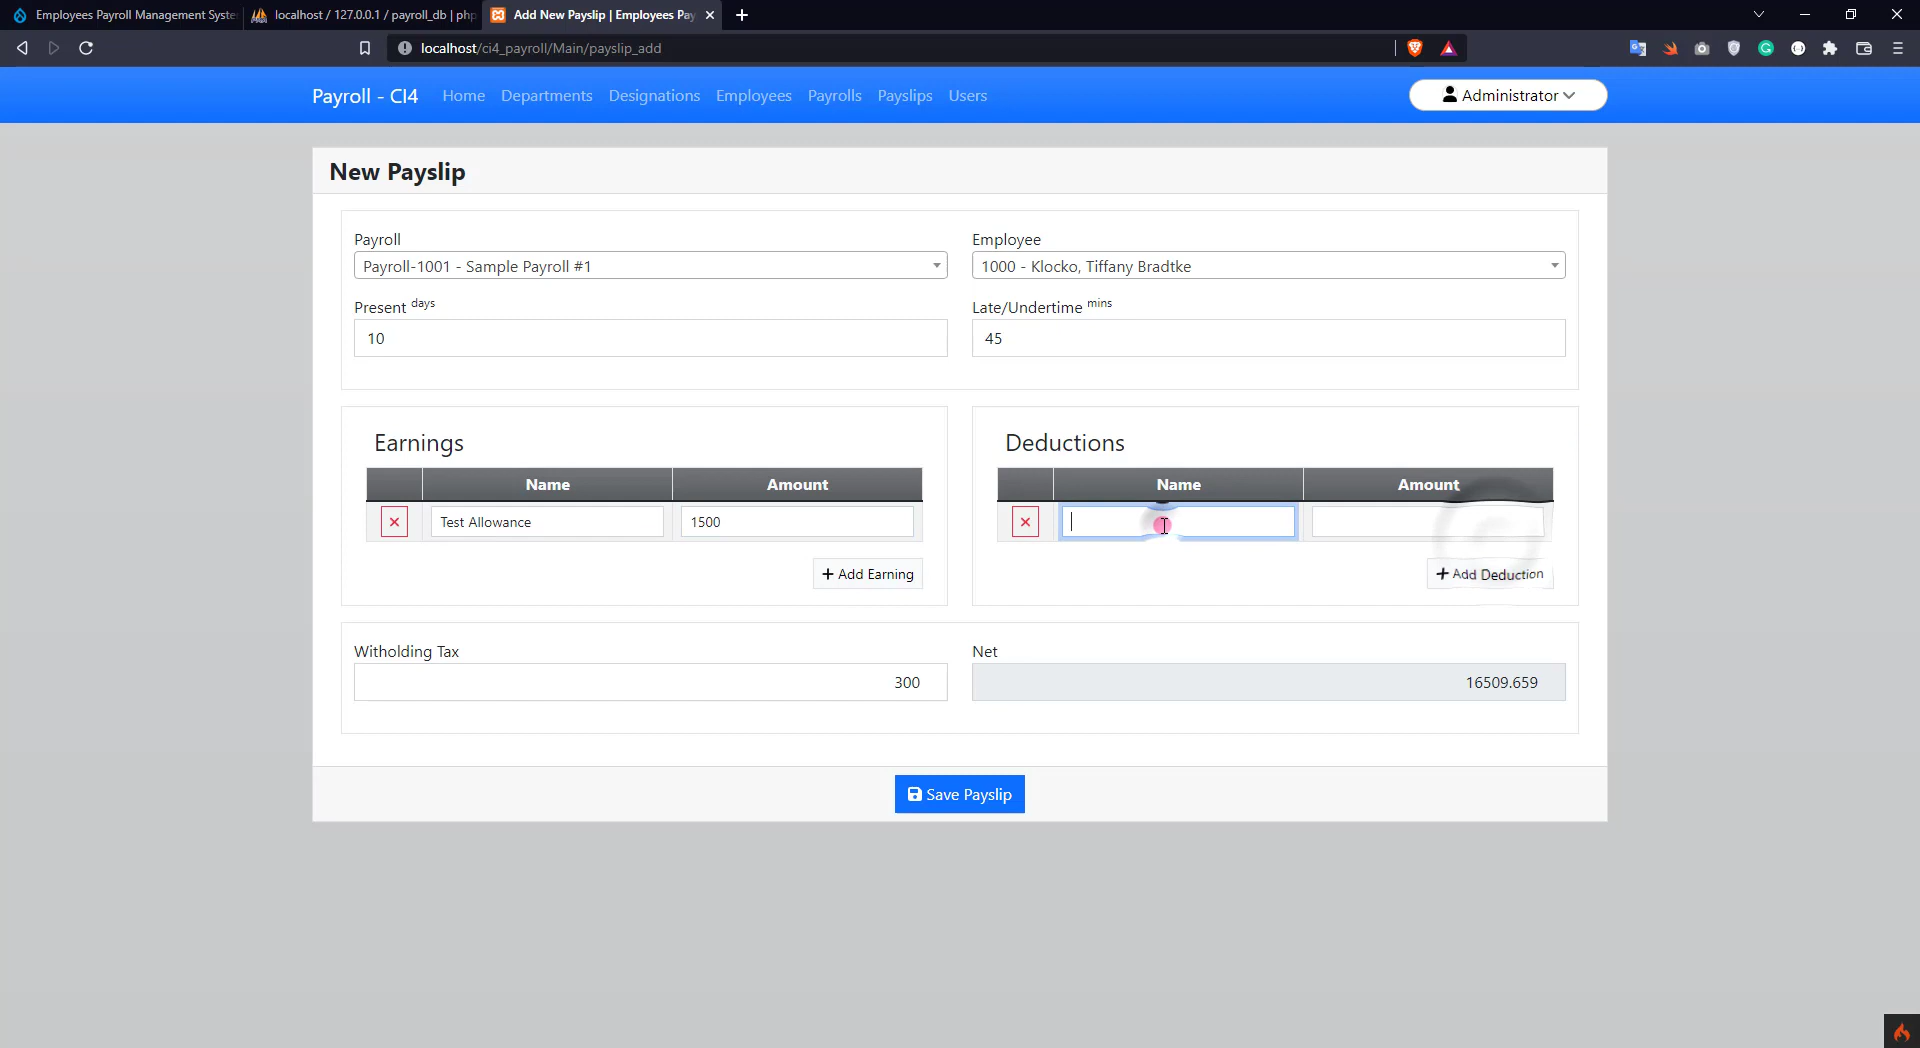 Employees Payroll Management Syste
localhost / 127.0.0.1 / payroll_db | php
Add New Payslip | Employees Pay
localhost/ci4_payroll/Main/payslip_add
Payroll - CI4
Home
Departments
Designations
Employees
Payrolls
Payslips
Users
Administrator
New Payslip
Payroll
Employee
Payroll-1001 - Sample Payroll #1
1000 - Klocko, Tiffany Bradtke
Present days
Late/Undertime mins
10
45
Earnings
Deductions
Name
Amount
Name
Amount
Test Allowance
1500
+ Add Earning
+ Add Deduction
Witholding Tax
Net
300
16509.659
Save Payslip